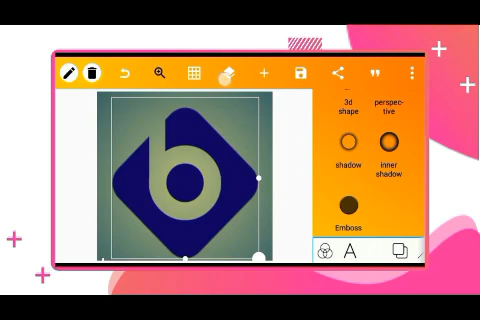 3d
shape
perspec-
tive
b
shadow
inner
shadow
Emboss
A